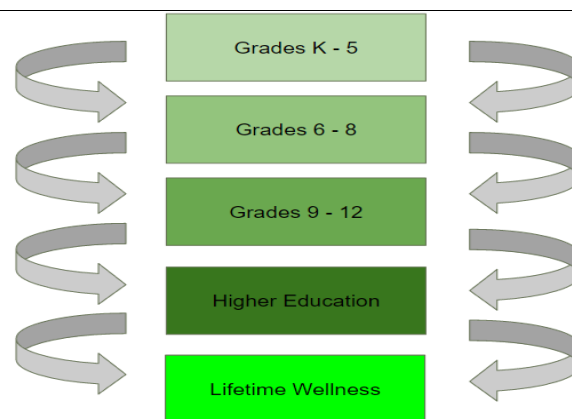 Grades K - 5
Grades 6 - 8
Grades 9 - 12
Higher Education
Lifetime Wellness